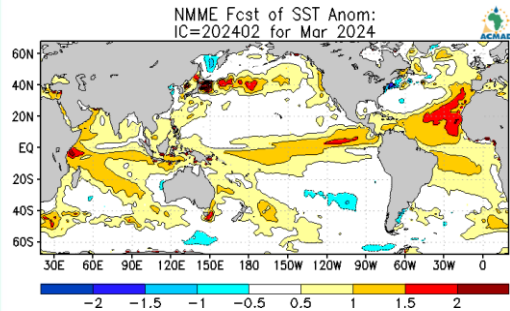 NMME Fcst of SST Anom:
IC=202402 for Mar 2024
ACMAD
60N
40N
20N
EQ
20S
40S
60S
30E 60E 90E 120E 150E 180 150W 120W 90W 60W 30W 0
-2 -1.5 -1 -0.5 0.5 1 1.5 2